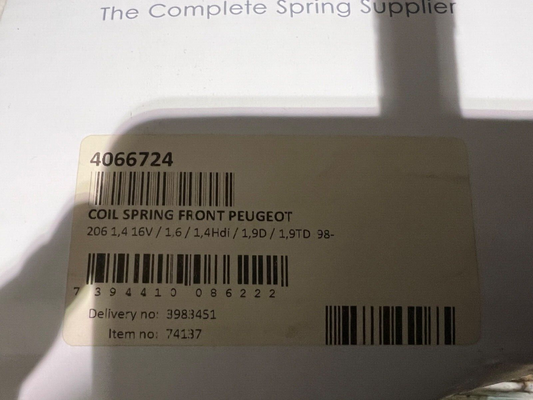 The Complete Spring Supplier
4066724
COIL SPRING FRONT PEUGEOT
206 1,4 16V / 1.6 / 1,4Hdi / 1,9D / 1,9TD 98-
7 394410 086222
Delivery no: 3983451
Item no: 74137